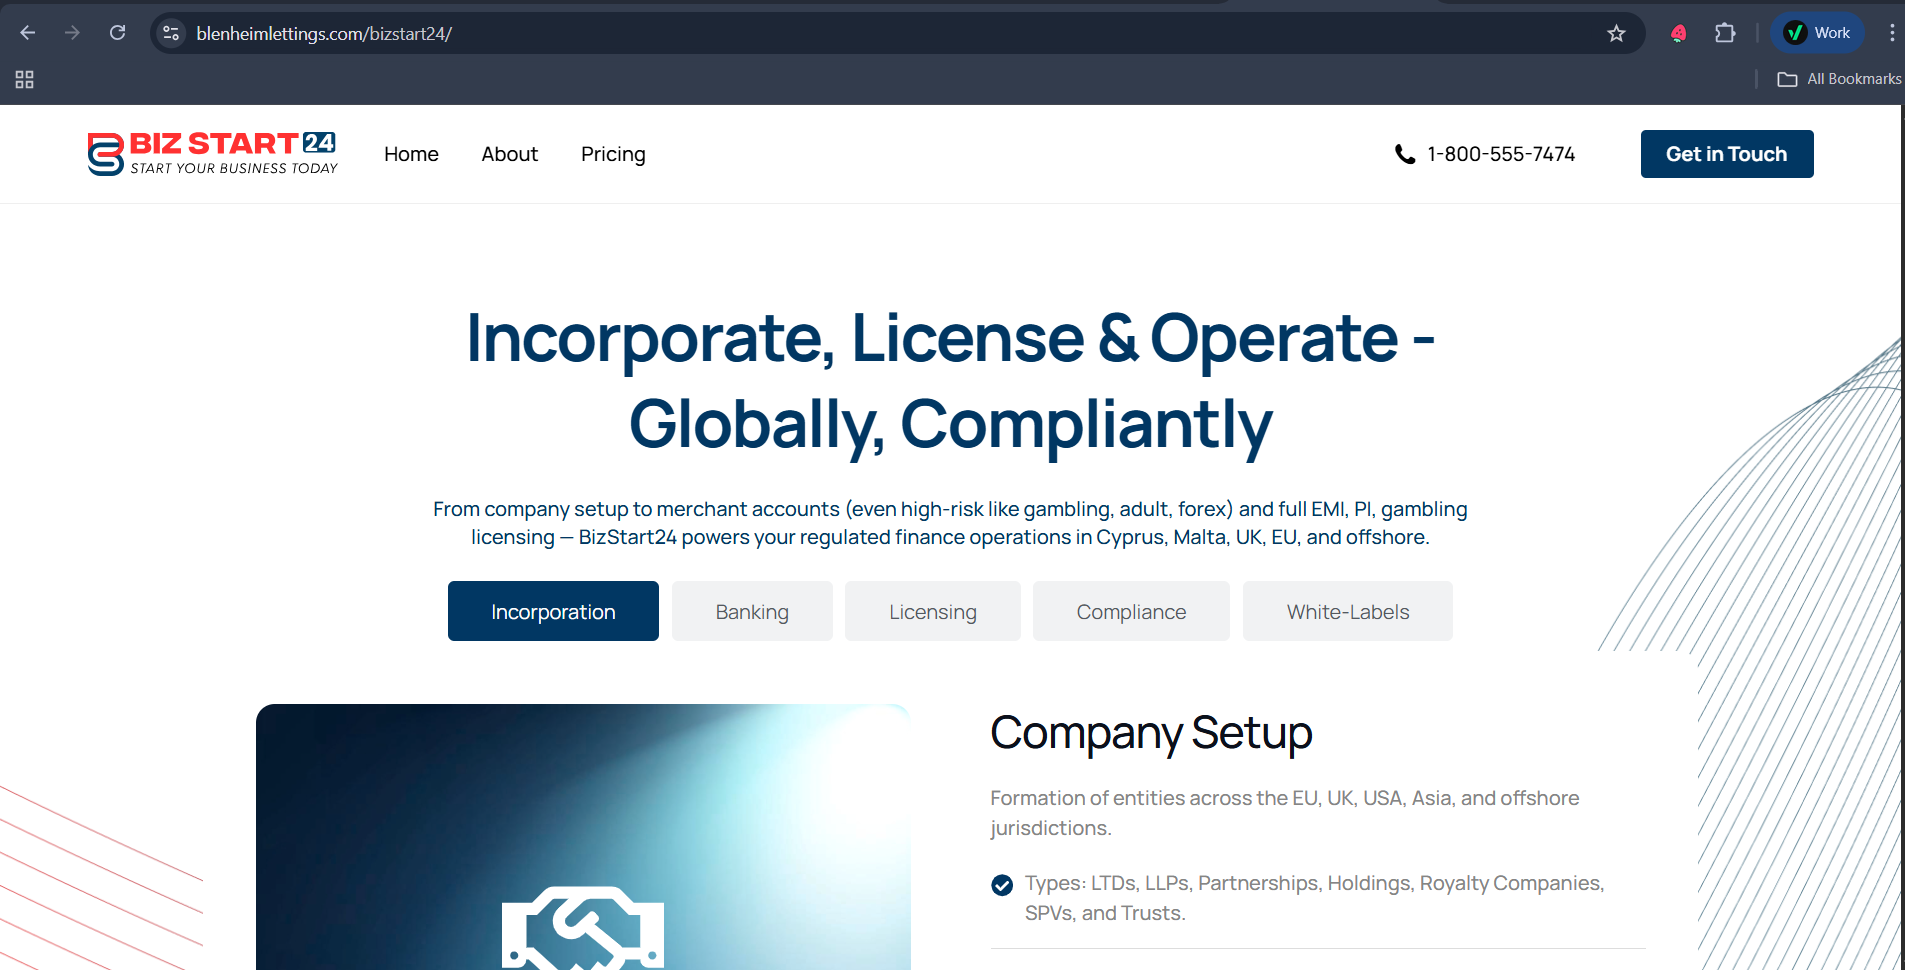 blenheimlettings.com/bizstart24/
Work
All Bookmarks
BIZ START 24
START YOUR BUSINESS TODAY
Home
About
Pricing
1-800-555-7474
Get in Touch
Incorporate, License & Operate -
Globally, Compliantly
From company setup to merchant accounts (even high-risk like gambling, adult, forex) and full EMI, PI, gambling
licensing — BizStart24 powers your regulated finance operations in Cyprus, Malta, UK, EU, and offshore.
Incorporation
Banking
Licensing
Compliance
White-Labels
Company Setup
Formation of entities across the EU, UK, USA, Asia, and offshore
jurisdictions.
Types: LTDs, LLPs, Partnerships, Holdings, Royalty Companies,
SPVs, and Trusts.